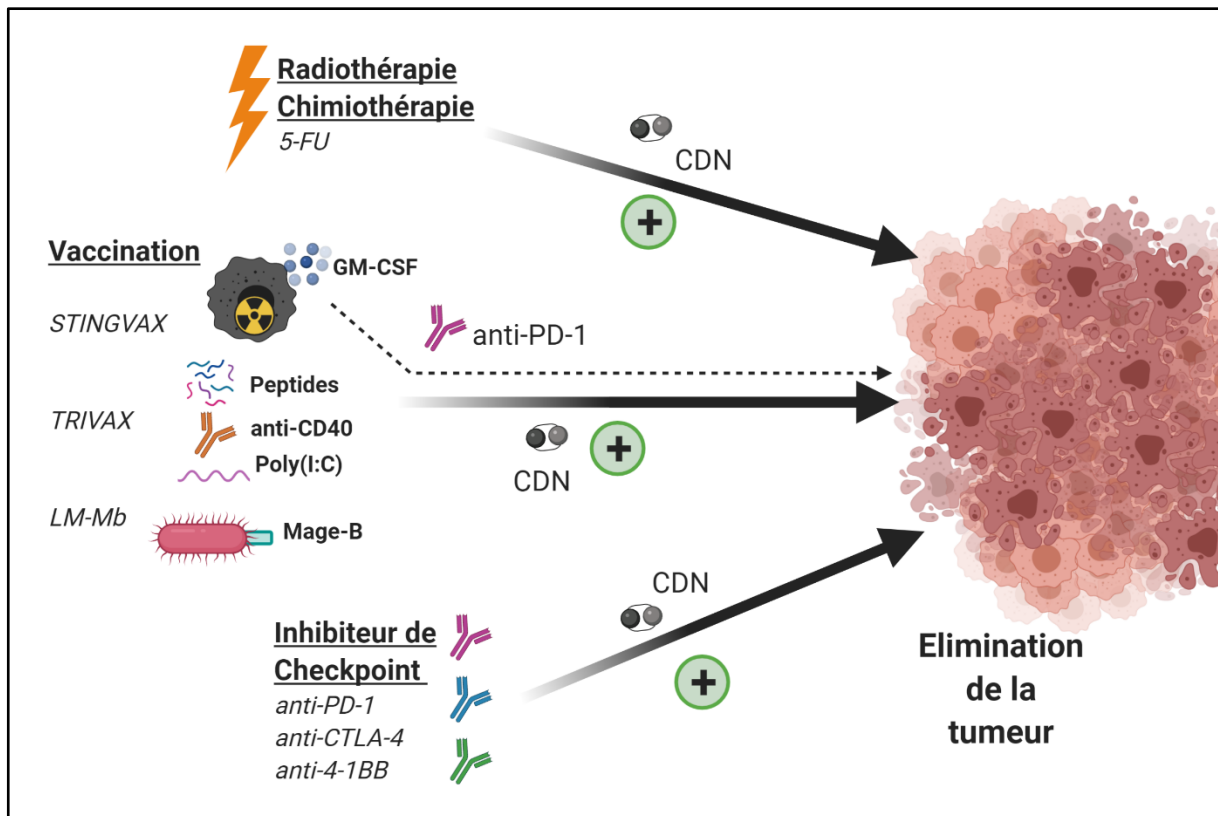 Radiothérapie
Chimiothérapie
5-FU
CDN
+
Vaccination
GM-CSF
STINGVAX
anti-PD-1
Peptides
TRIVAX
anti-CD40
Poly(I:C)
CDN
+
LM-Mb
Mage-B
CDN
+
Inhibiteur de
Checkpoint
anti-PD-1
anti-CTLA-4
anti-4-1BB
Elimination
de la
tumeur